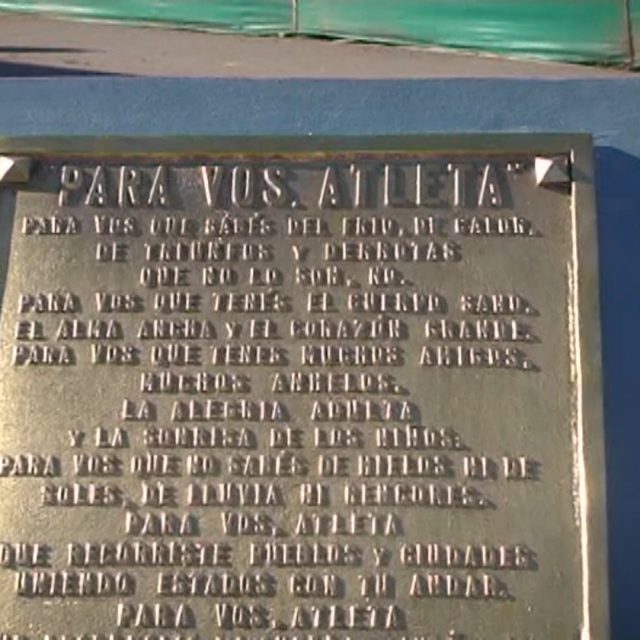 "PARA VOS, ATLETA"
PARA VOS QUE SABÉS DEL FRIO, DE CALOR,
DE TRIUNFOS Y DERROTAS
QUE NO LO SON, NO.
PARA VOS QUE TENÉS EL CUERPO SANO,
EL ALMA ANCHA Y EL CORAZÓN GRANDE.
PARA VOS QUE TENES MUCHOS AMIGOS,
MUCHOS ANHELOS,
LA ALEGRIA ADULTA
Y LA SONRISA DE LOS NIÑOS.
PARA VOS QUE NO SABÉS DE HIELOS NI DE
SOLES, DE LLUVIA NI RENCORES.
PARA VOS, ATLETA
QUE RECORRISTE PUEBLOS Y CIUDADES
UNIENDO ESTADOS CON TU ANDAR.
PARA VOS, ATLETA